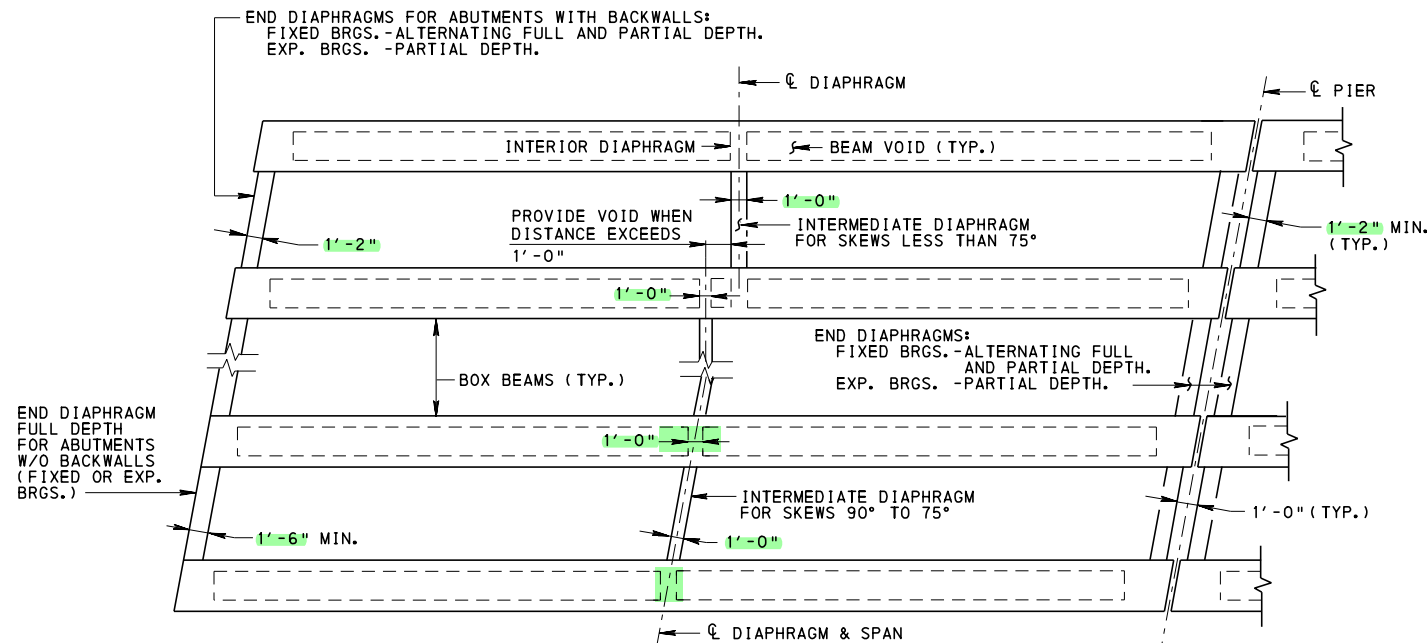 END DIAPHRAGMS FOR ABUTMENTS WITH BACKWALLS:
FIXED BRGS.-ALTERNATING FULL AND PARTIAL DEPTH.
EXP. BRGS. -PARTIAL DEPTH.
℄ DIAPHRAGM
℄ PIER
INTERIOR DIAPHRAGM
BEAM VOID (TYP.)
1'-0"
PROVIDE VOID WHEN
DISTANCE EXCEEDS
1'-0"
INTERMEDIATE DIAPHRAGM
FOR SKEWS LESS THAN 75°
1'-2" MIN.
(TYP.)
1'-2"
1'-0"
END DIAPHRAGMS:
FIXED BRGS.-ALTERNATING FULL
AND PARTIAL DEPTH.
EXP. BRGS. -PARTIAL DEPTH.
BOX BEAMS (TYP.)
END DIAPHRAGM
FULL DEPTH
FOR ABUTMENTS
W/O BACKWALLS
(FIXED OR EXP.
BRGS.)
1'-0"
INTERMEDIATE DIAPHRAGM
FOR SKEWS 90° TO 75°
1'-0" (TYP.)
1'-6" MIN.
1'-0"
℄ DIAPHRAGM & SPAN